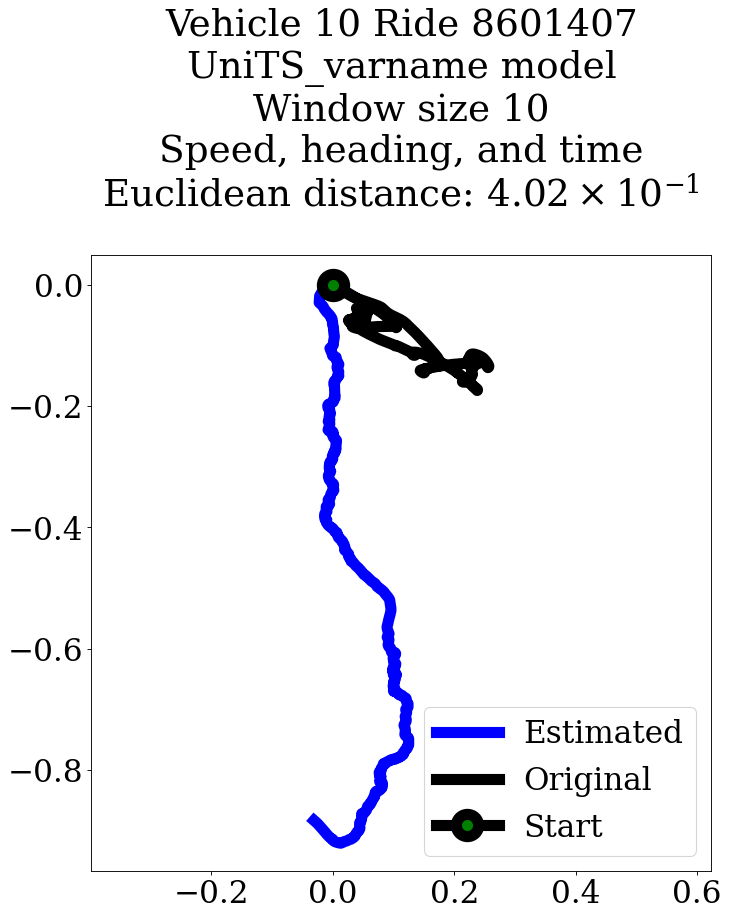 Vehicle 10 Ride 8601407
UniTS_varname model
Window size 10
Speed, heading, and time
Euclidean distance: 4.02 × 10⁻¹
0.0
−0.2
−0.4
−0.6
−0.8
Estimated
Original
Start
−0.2 0.0 0.2 0.4 0.6